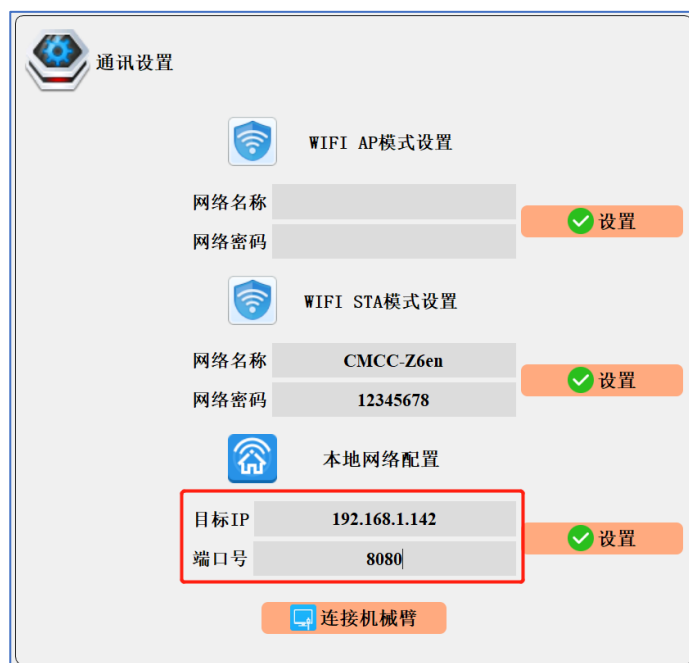 通讯设置
WIFI AP模式设置
网络名称
设置
网络密码
WIFI STA模式设置
网络名称 CMCC-Z6en
设置
网络密码 12345678
本地网络配置
目标IP 192.168.1.142
设置
端口号 8080
连接机械臂